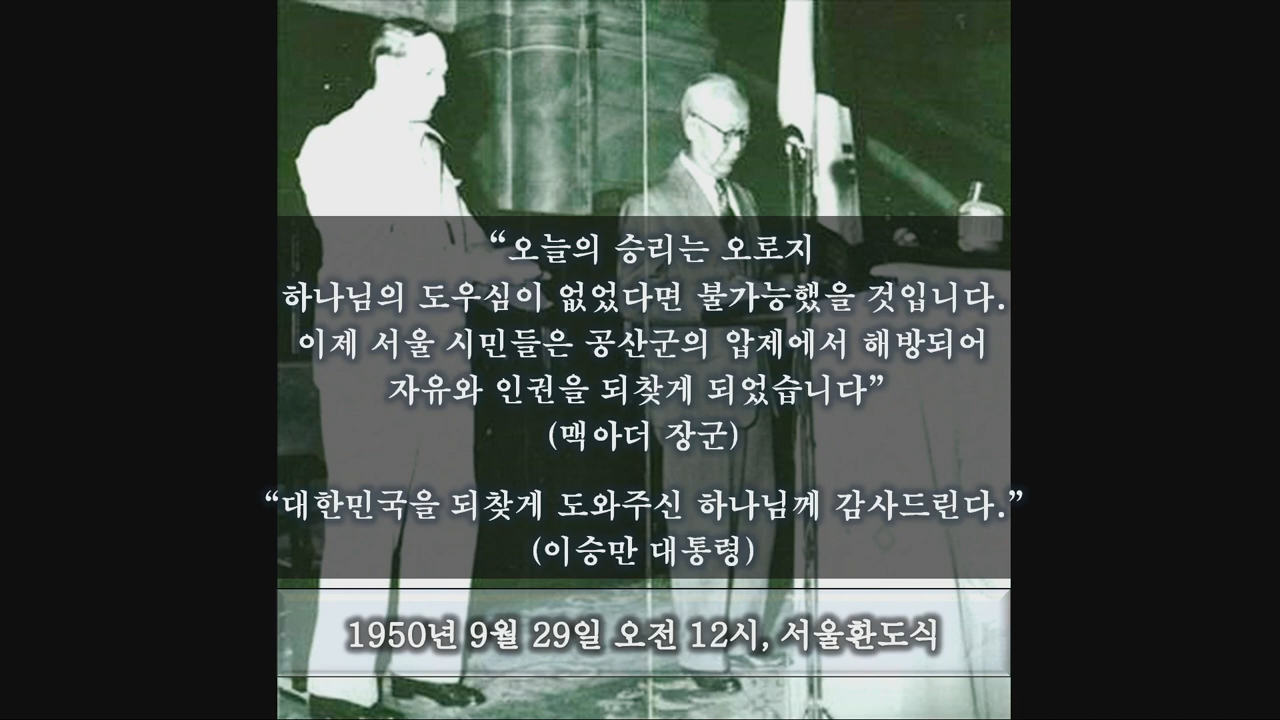 “오늘의 승리는 오로지
하나님의 도우심이 없었다면 불가능했을 것입니다.
이제 서울 시민들은 공산군의 압제에서 해방되어
자유와 인권을 되찾게 되었습니다”
(맥아더 장군)
“대한민국을 되찾게 도와주신 하나님께 감사드린다.”
(이승만 대통령)
1950년 9월 29일 오전 12시, 서울환도식